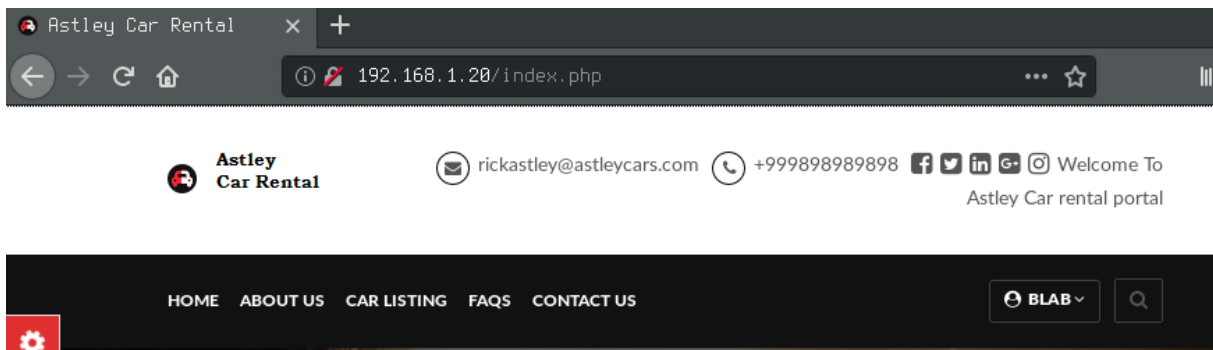 Astley Car Rental
192.168.1.20/index.php
Astley
Car Rental
rickastley@astleycars.com +999898989898 Welcome To
Astley Car rental portal
HOME ABOUT US CAR LISTING FAQS CONTACT US BLAB